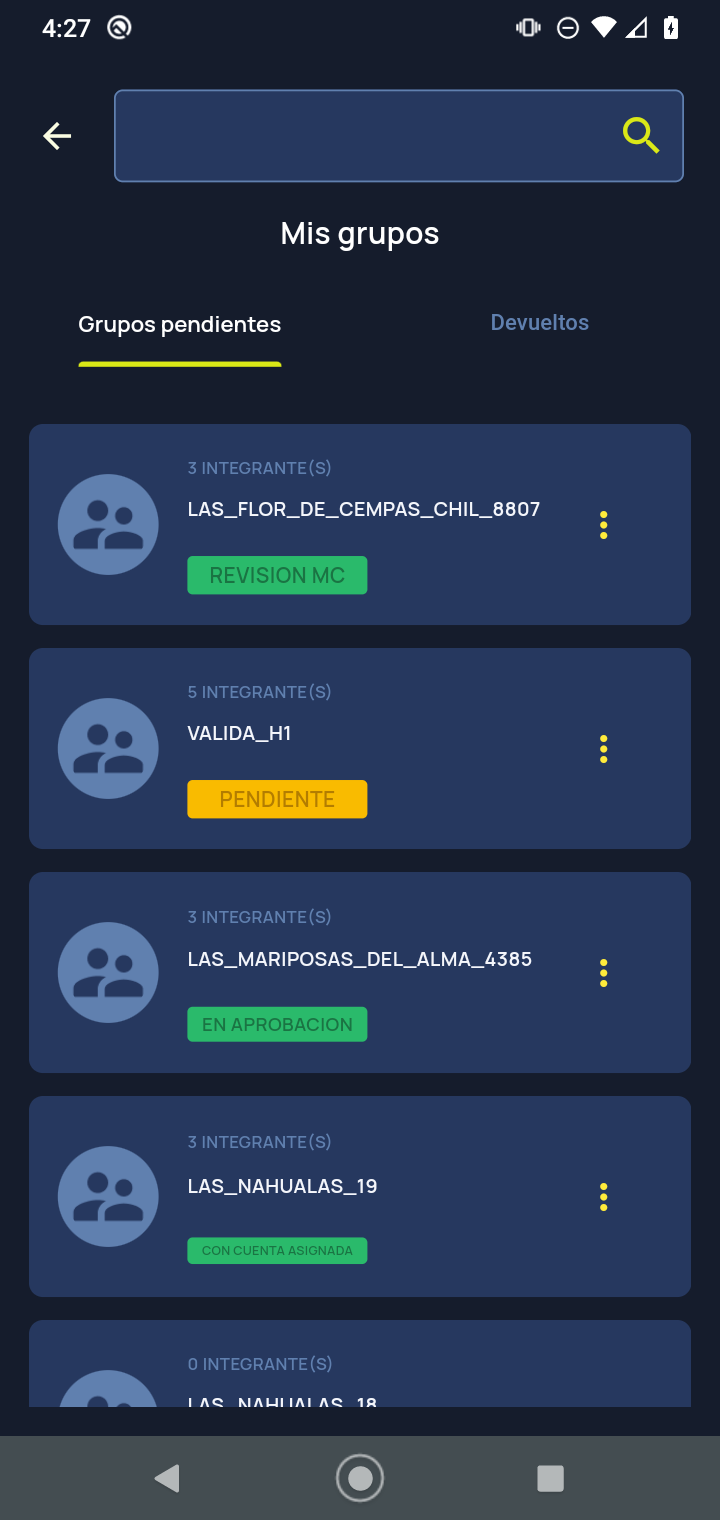 4:27
Mis grupos
Grupos pendientes
Devueltos
3 INTEGRANTE(S)
LAS_FLOR_DE_CEMPAS_CHIL_8807
REVISION MC
5 INTEGRANTE(S)
VALIDA_H1
PENDIENTE
3 INTEGRANTE(S)
LAS_MARIPOSAS_DEL_ALMA_4385
EN APROBACION
3 INTEGRANTE(S)
LAS_NAHUALAS_19
CON CUENTA ASIGNADA
0 INTEGRANTE(S)
LAS_NAHUALAS_18